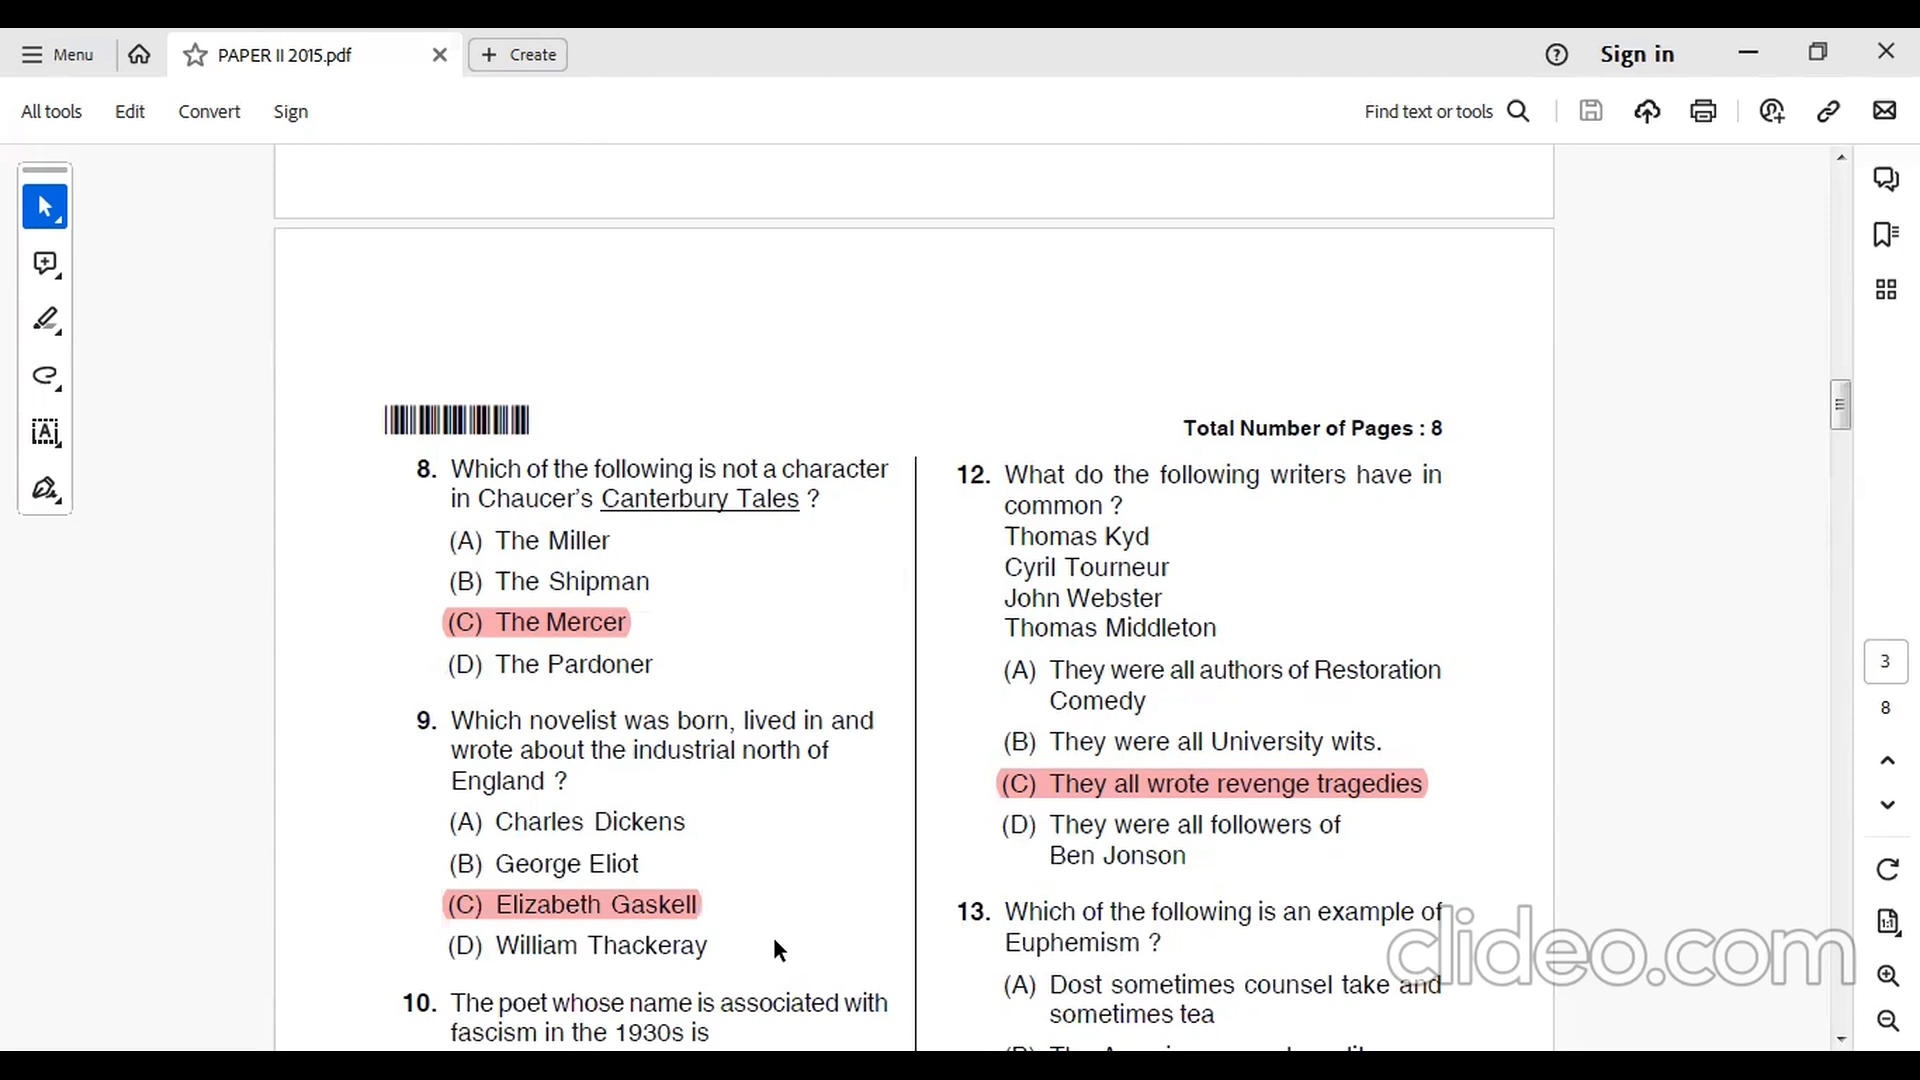 Menu
PAPER II 2015.pdf
Create
Sign in
All tools
Edit
Convert
Sign
Find text or tools
Total Number of Pages : 8
8. Which of the following is not a character
in Chaucer's Canterbury Tales ?
(A) The Miller
(B) The Shipman
(C) The Mercer
(D) The Pardoner
9. Which novelist was born, lived in and
wrote about the industrial north of
England ?
(A) Charles Dickens
(B) George Eliot
(C) Elizabeth Gaskell
(D) William Thackeray
10. The poet whose name is associated with
fascism in the 1930s is
12. What do the following writers have in
common ?
Thomas Kyd
Cyril Tourneur
John Webster
Thomas Middleton
(A) They were all authors of Restoration
Comedy
(B) They were all University wits.
(C) They all wrote revenge tragedies
(D) They were all followers of
Ben Jonson
13. Which of the following is an example of
Euphemism ?
(A) Dost sometimes counsel take and
sometimes tea
3
8
1:1
clideo.com